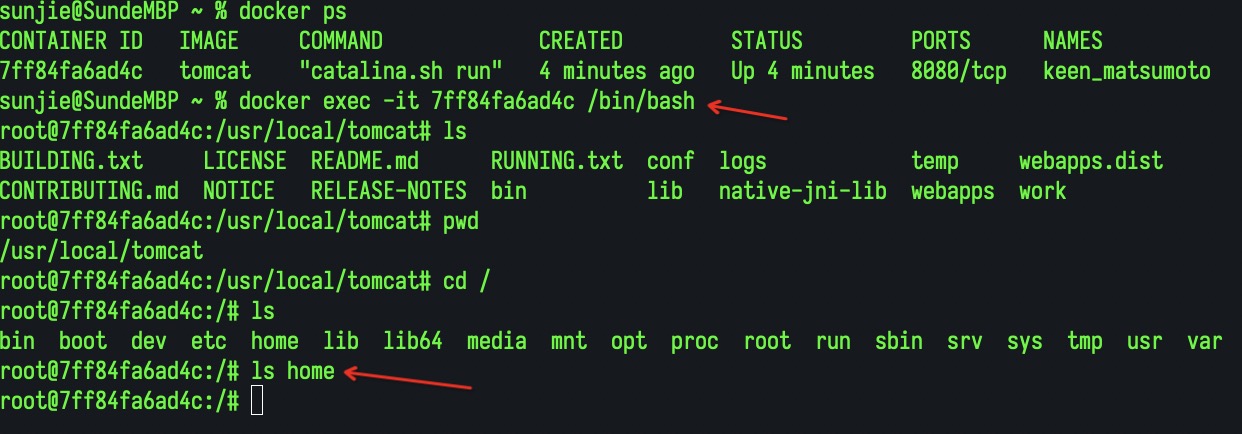 sunjie@SundeMBP ~ % docker ps
CONTAINER ID   IMAGE     COMMAND             CREATED         STATUS         PORTS      NAMES
7ff84fa6ad4c   tomcat    "catalina.sh run"   4 minutes ago   Up 4 minutes   8080/tcp   keen_matsumoto
sunjie@SundeMBP ~ % docker exec -it 7ff84fa6ad4c /bin/bash
root@7ff84fa6ad4c:/usr/local/tomcat# ls
BUILDING.txt     LICENSE  README.md      RUNNING.txt  conf  logs            temp     webapps.dist
CONTRIBUTING.md  NOTICE   RELEASE-NOTES  bin          lib   native-jni-lib  webapps  work
root@7ff84fa6ad4c:/usr/local/tomcat# pwd
/usr/local/tomcat
root@7ff84fa6ad4c:/usr/local/tomcat# cd /
root@7ff84fa6ad4c:/# ls
bin  boot  dev  etc  home  lib  lib64  media  mnt  opt  proc  root  run  sbin  srv  sys  tmp  usr  var
root@7ff84fa6ad4c:/# ls home
root@7ff84fa6ad4c:/#